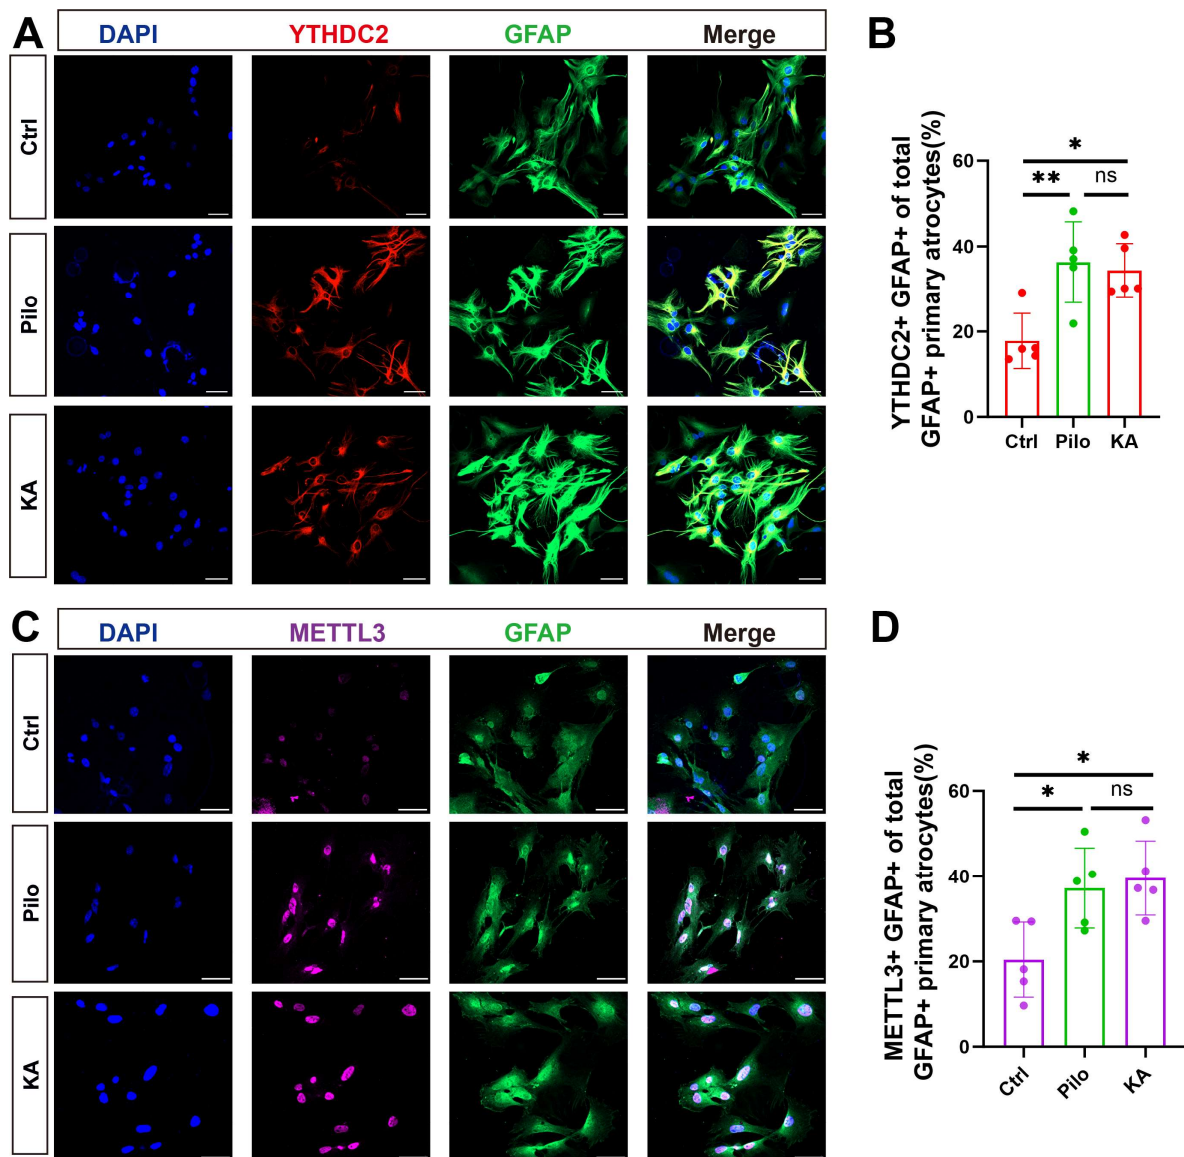 A
DAPI YTHDC2 GFAP Merge
Ctrl
Pilo
KA
B
YTHDC2+ GFAP+ of total
GFAP+ primary atrocytes(%)
60
40
20
0
*
** ns
Ctrl Pilo KA
C
DAPI METTL3 GFAP Merge
Ctrl
Pilo
KA
D
METTL3+ GFAP+ of total
GFAP+ primary atrocytes(%)
60
40
20
0
*
* ns
Ctrl Pilo KA